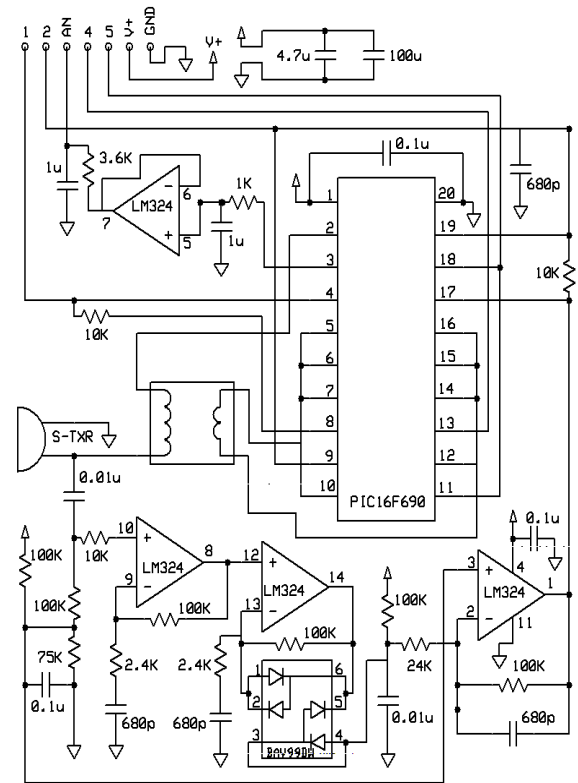 1 2 AN 4 5 V+ GND
V+
4.7u 100u
0.1u
3.6K
1u
680p
1K
LM324
6
7
5
1u
1 20
2 19
3 18
4 17
5 16
6 15
7 14
8 13
9 12
10 11
PIC16F690
10K
10K
S-TXR
0.01u
0.1u
100K
10K
10
8
9
LM324
12
14
13
LM324
3
4
1
2
11
LM324
100K
100K
100K
100K
24K
100K
75K
2.4K
2.4K
0.1u
680p
680p
1 6
2 5
3 4
BAV99DW
0.01u
680p